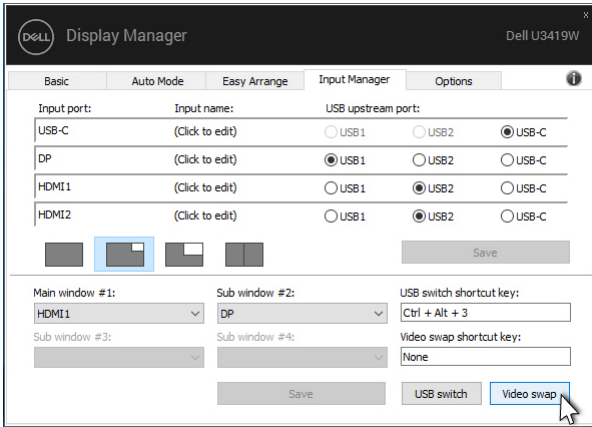 x
DELL Display Manager Dell U3419W
Basic Auto Mode Easy Arrange Input Manager Options i
Input port: Input name: USB upstream port:
USB-C (Click to edit) USB1 USB2 USB-C
DP (Click to edit) USB1 USB2 USB-C
HDMI1 (Click to edit) USB1 USB2 USB-C
HDMI2 (Click to edit) USB1 USB2 USB-C
Save
Main window #1: Sub window #2: USB switch shortcut key:
HDMI1 DP Ctrl + Alt + 3
Sub window #3: Sub window #4: Video swap shortcut key:
None
Save USB switch Video swap